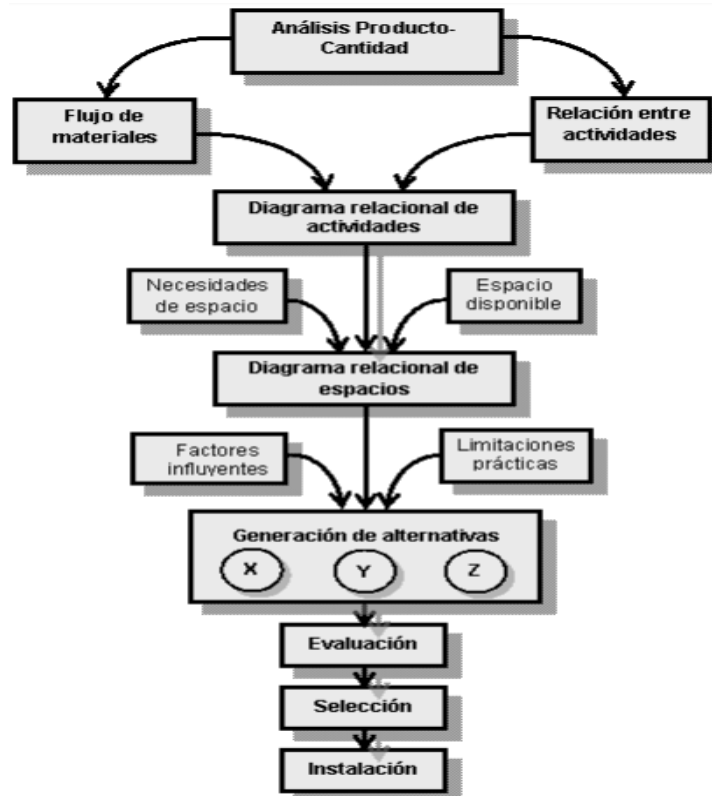 Análisis Producto-
Cantidad
Flujo de
materiales
Relación entre
actividades
Diagrama relacional de
actividades
Necesidades
de espacio
Espacio
disponible
Diagrama relacional de
espacios
Factores
influyentes
Limitaciones
prácticas
Generación de alternativas
X
Y
Z
Evaluación
Selección
Instalación